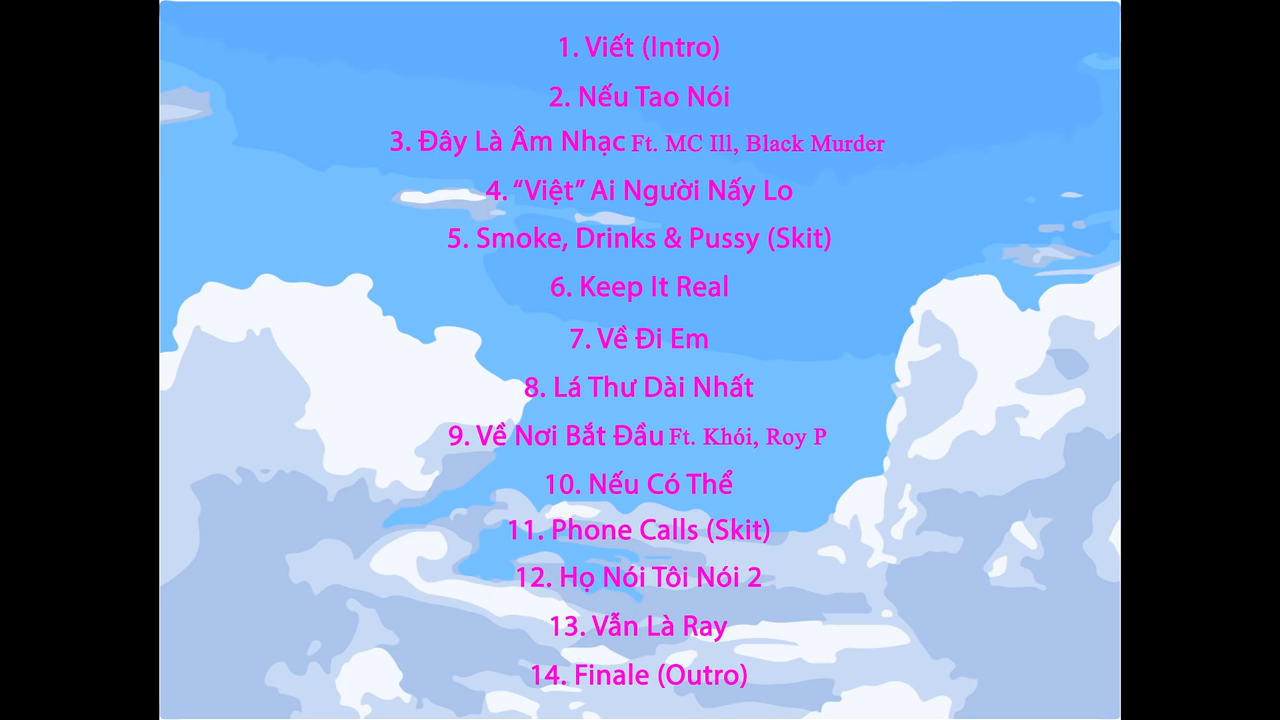 1. Viết (Intro)
2. Nếu Tao Nói
3. Đây Là Âm Nhạc Ft. MC Ill, Black Murder
4. “Việt” Ai Người Nấy Lo
5. Smoke, Drinks & Pussy (Skit)
6. Keep It Real
7. Về Đi Em
8. Lá Thư Dài Nhất
9. Về Nơi Bắt Đầu Ft. Khói, Roy P
10. Nếu Có Thể
11. Phone Calls (Skit)
12. Họ Nói Tôi Nói 2
13. Vẫn Là Ray
14. Finale (Outro)